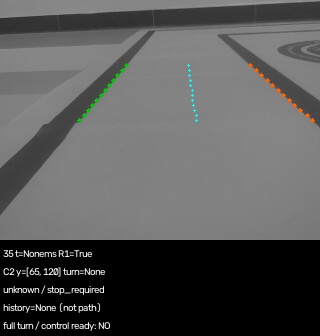 35 t=Nonems R1=True
C2 y=[65, 120] turn=None
unknown / stop_required
history=None (not path)
full turn / control ready: NO